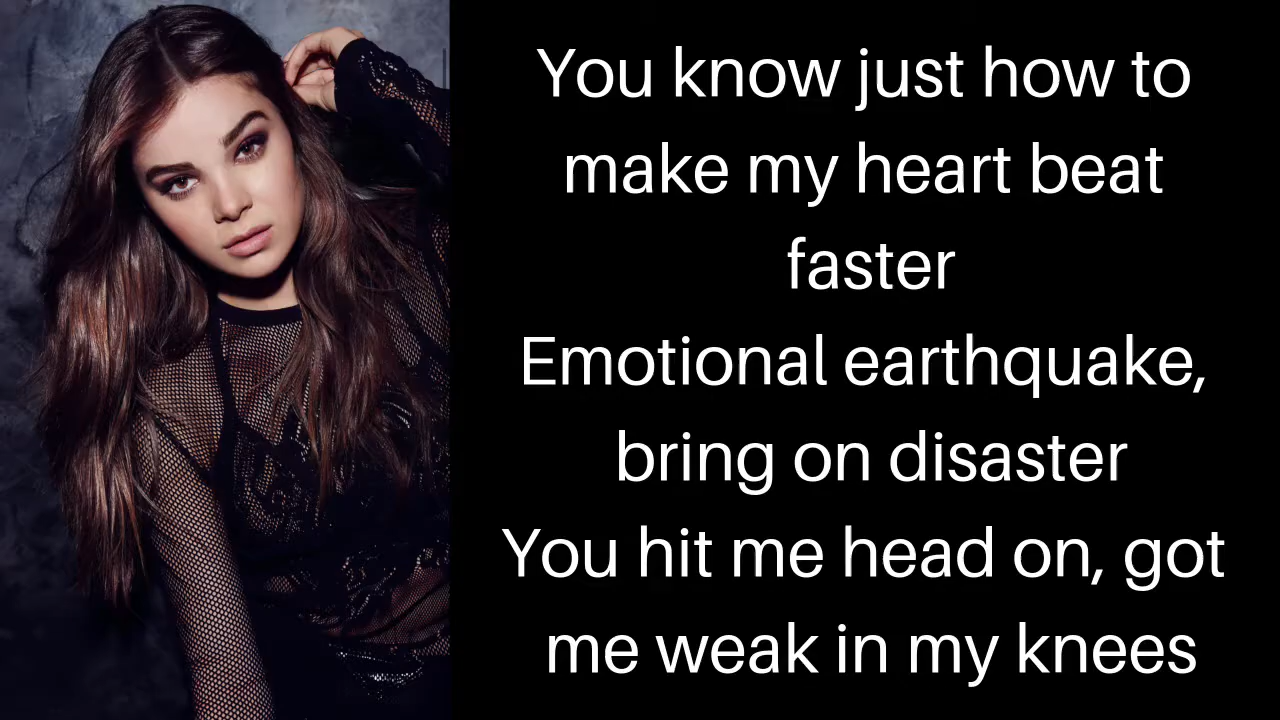 You know just how to
make my heart beat
faster
Emotional earthquake,
bring on disaster
You hit me head on, got
me weak in my knees